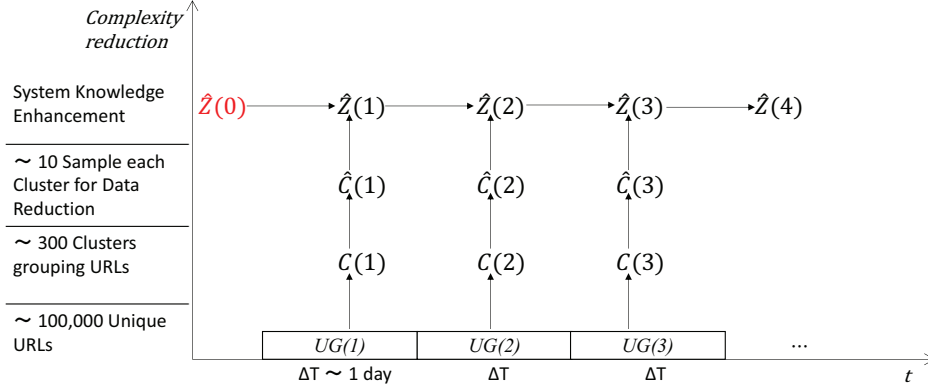 Complexity
reduction
System Knowledge
Enhancement
Ẑ(0) Ẑ(1) Ẑ(2) Ẑ(3) Ẑ(4)
~ 10 Sample each
Cluster for Data
Reduction
Ĉ(1) Ĉ(2) Ĉ(3)
~ 300 Clusters
grouping URLs
C(1) C(2) C(3)
~ 100,000 Unique
URLs
UG(1) UG(2) UG(3) ...
ΔT ~ 1 day ΔT ΔT t